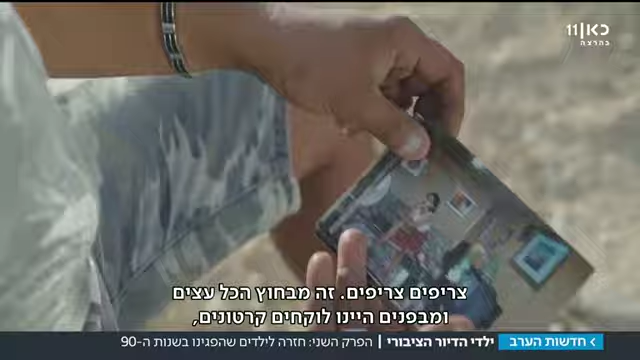 כאן 11
בהרצה
צריפים צריפים. זה מבחוץ הכל עצים
ומבפנים היינו לוקחים קרטונים,
חדשות הערב ילדי הדיור הציבורי | הפרק השני: חזרה לילדים שהפגינו בשנות ה-90